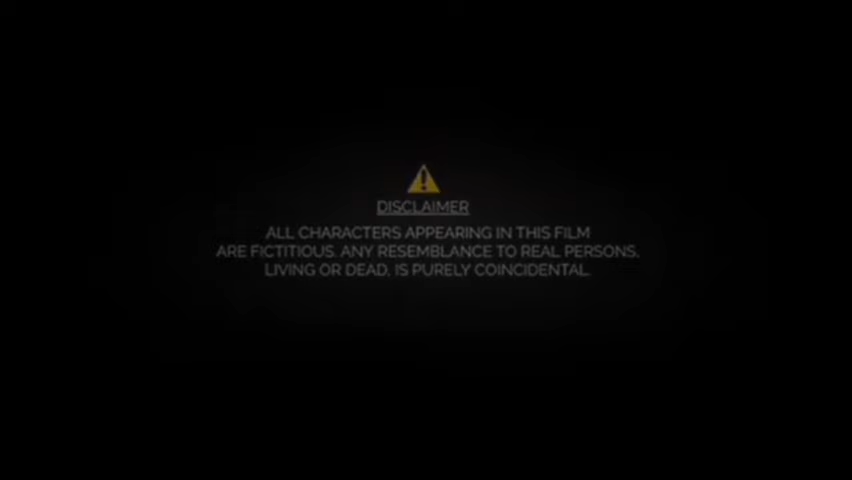 DISCLAIMER
ALL CHARACTERS APPEARING IN THIS FILM
ARE FICTITIOUS. ANY RESEMBLANCE TO REAL PERSONS,
LIVING OR DEAD, IS PURELY COINCIDENTAL.